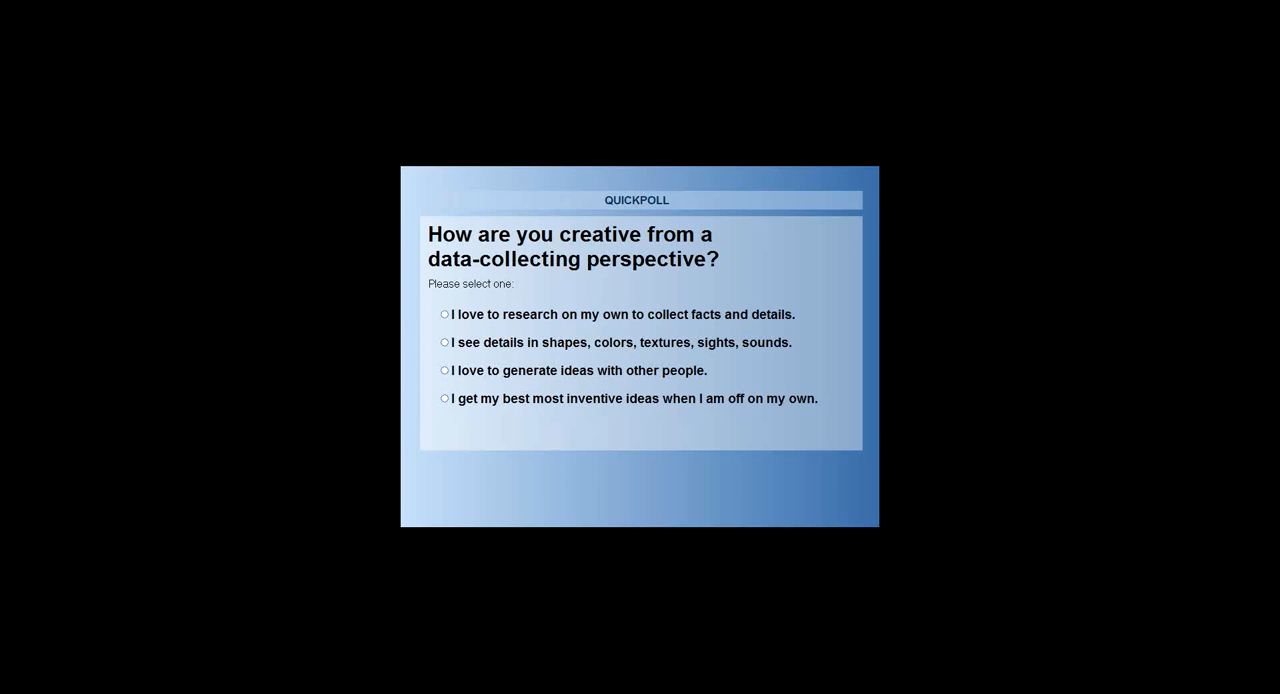 QUICKPOLL
How are you creative from a
data-collecting perspective?
Please select one:
I love to research on my own to collect facts and details.
I see details in shapes, colors, textures, sights, sounds.
I love to generate ideas with other people.
I get my best most inventive ideas when I am off on my own.